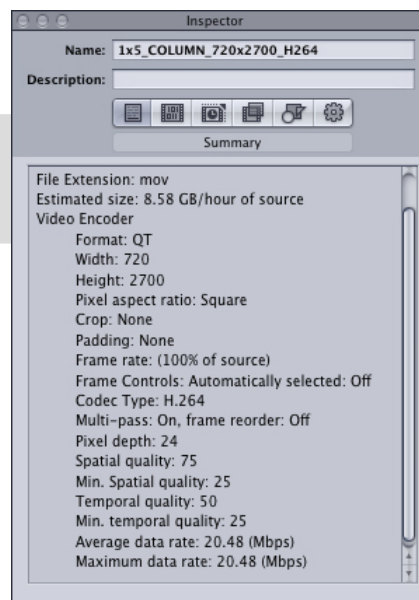 Inspector
Name: 1x5_COLUMN_720x2700_H264
Description:
Summary
File Extension: mov
Estimated size: 8.58 GB/hour of source
Video Encoder
Format: QT
Width: 720
Height: 2700
Pixel aspect ratio: Square
Crop: None
Padding: None
Frame rate: (100% of source)
Frame Controls: Automatically selected: Off
Codec Type: H.264
Multi-pass: On, frame reorder: Off
Pixel depth: 24
Spatial quality: 75
Min. Spatial quality: 25
Temporal quality: 50
Min. temporal quality: 25
Average data rate: 20.48 (Mbps)
Maximum data rate: 20.48 (Mbps)